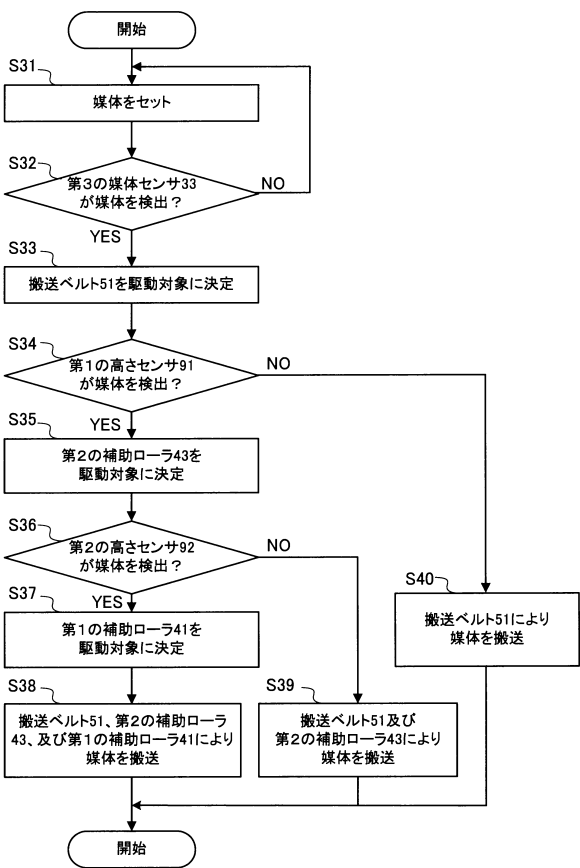 開始
S31
媒体をセット
S32
第3の媒体センサ33
が媒体を検出？
NO
YES
S33
搬送ベルト51を駆動対象に決定
S34
第1の高さセンサ91
が媒体を検出？
NO
YES
S35
第2の補助ローラ43を
駆動対象に決定
S36
第2の高さセンサ92
が媒体を検出？
NO
YES
S37
第1の補助ローラ41を
駆動対象に決定
S40
搬送ベルト51により
媒体を搬送
S38
搬送ベルト51、第2の補助ローラ
43、及び第1の補助ローラ41により
媒体を搬送
S39
搬送ベルト51及び
第2の補助ローラ43により
媒体を搬送
開始